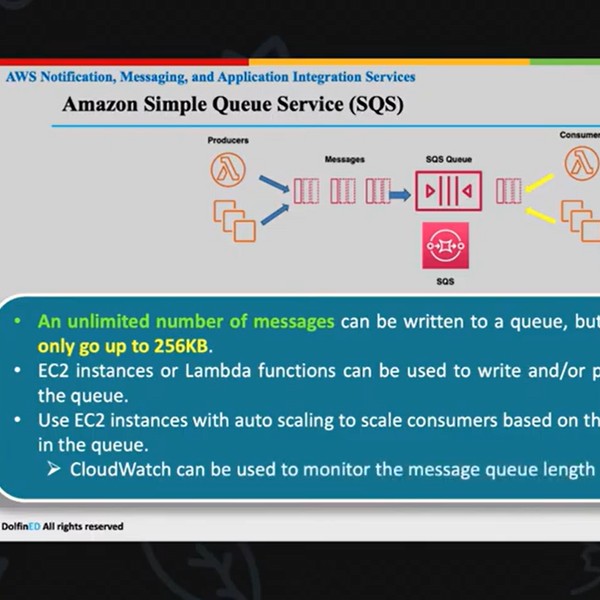 AWS Notification, Messaging, and Application Integration Services
Amazon Simple Queue Service (SQS)
Producers
Messages
SQS Queue
Consumer
SQS
• An unlimited number of messages can be written to a queue, but
only go up to 256KB.
• EC2 instances or Lambda functions can be used to write and/or p
the queue.
• Use EC2 instances with auto scaling to scale consumers based on th
in the queue.
➢ CloudWatch can be used to monitor the message queue length
DolfinED All rights reserved